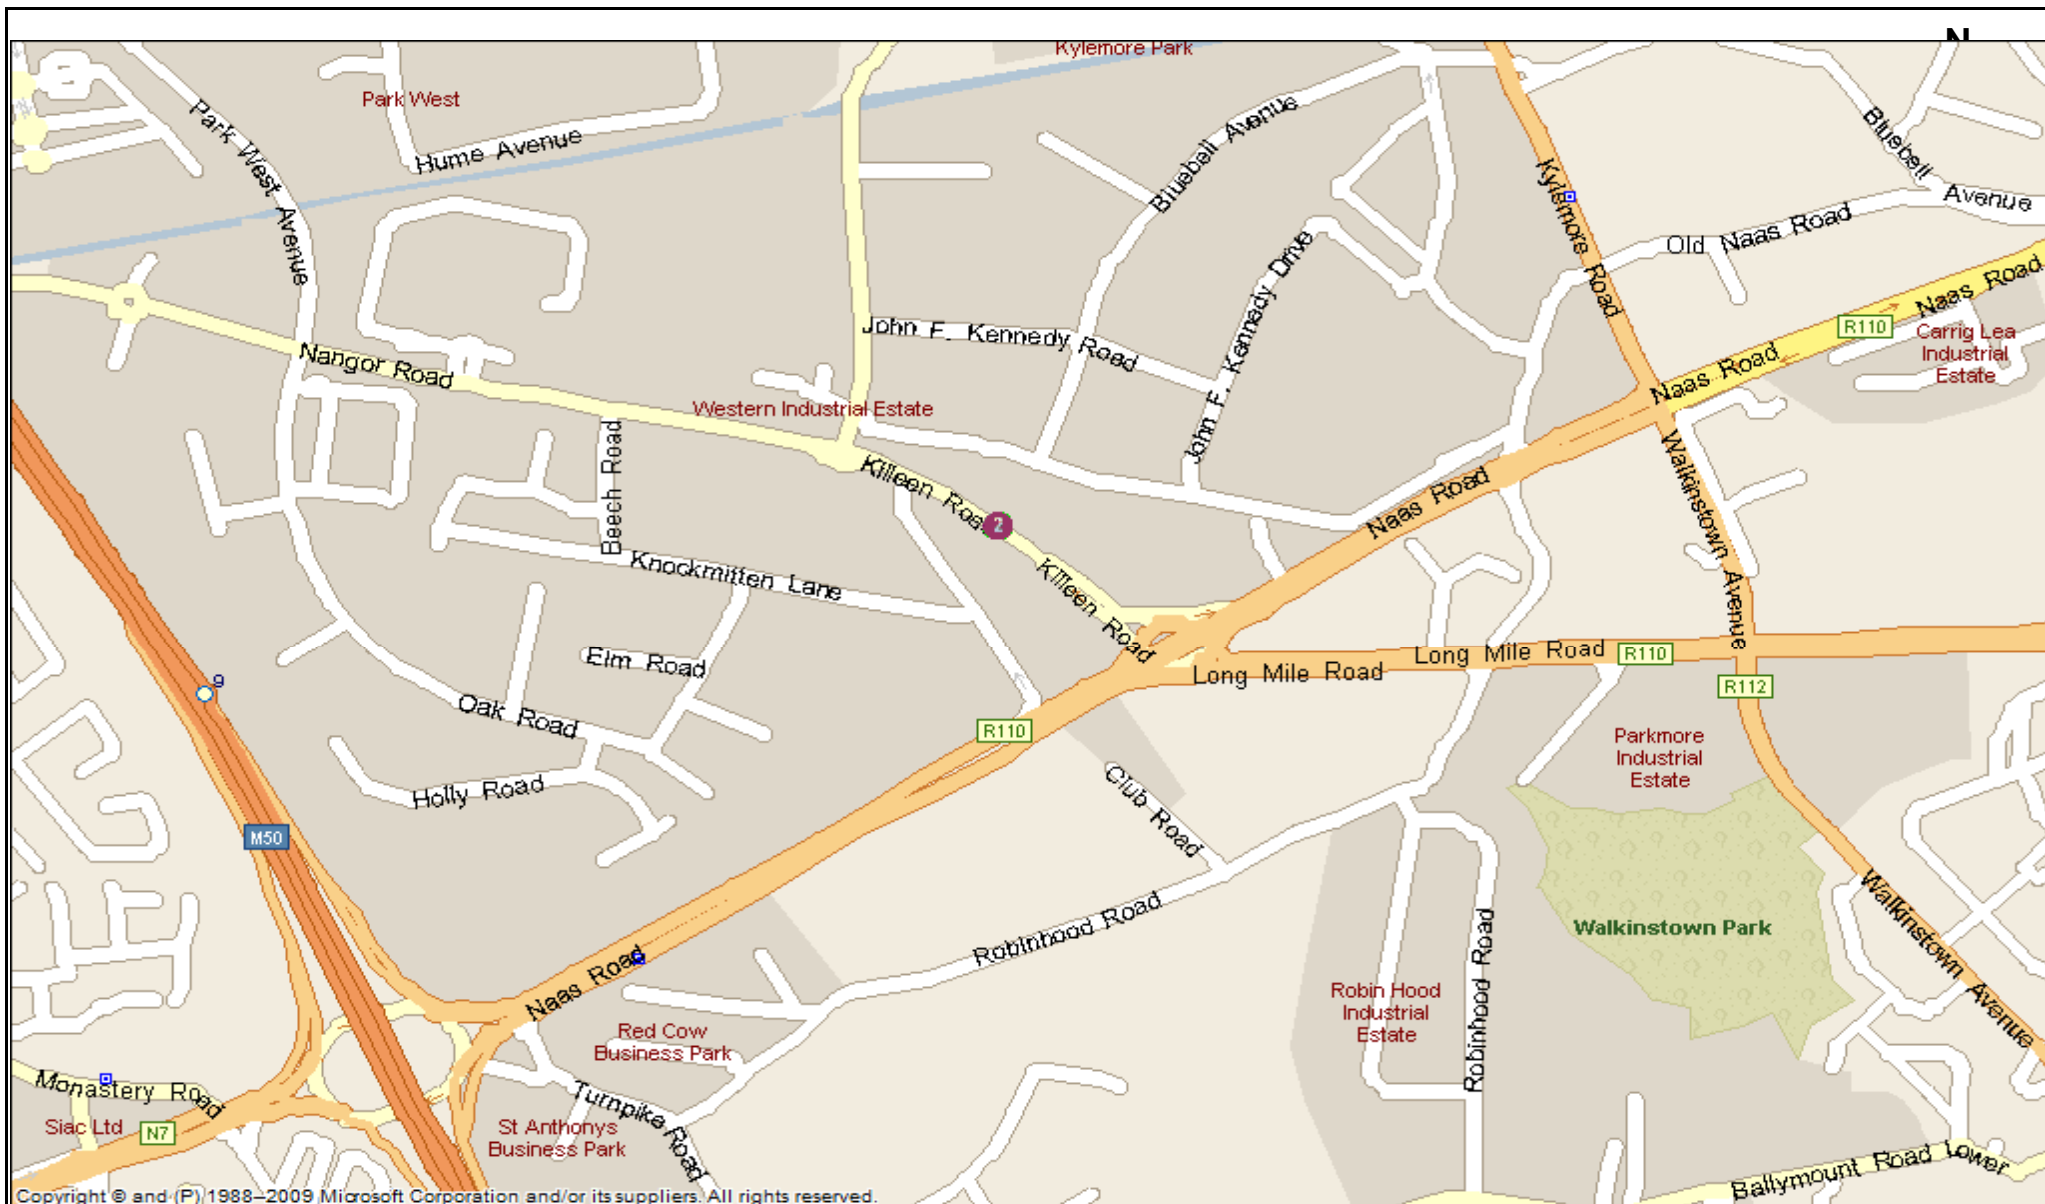 N
Kylemore Park
Park West
Hume Avenue
Park West Avenue
Bluebell Avenue
Kylemore Road
Bluebell Avenue
Old Naas Road
Naas Road
R110
Carrig Lea
Industrial
Estate
John F. Kennedy Drive
John F. Kennedy Road
Nangor Road
Naas Road
Western Industrial Estate
Killeen Road
2
Beech Road
Naas Road
Walkinstown Avenue
Knockmitten Lane
Killeen Road
Elm Road
Long Mile Road
Long Mile Road
R110
R112
9
Oak Road
R110
Parkmore
Industrial
Estate
Holly Road
Club Road
M50
Walkinstown Park
Walkinstown Avenue
Robinhood Road
Robinhood Road
Naas Road
Robin Hood
Industrial
Estate
Red Cow
Business Park
Monastery Road
Turnpike Road
Siac Ltd
N7
St Anthonys
Business Park
Ballymount Road Lower
Copyright © and (P) 1988–2009 Microsoft Corporation and/or its suppliers. All rights reserved.